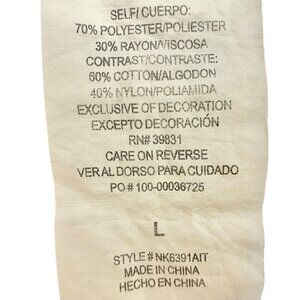 SELF/ CUERPO:
70% POLYESTER/POLIESTER
30% RAYON/VISCOSA
CONTRAST/CONTRASTE:
60% COTTON/ALGODON
40% NYLON/POLIAMIDA
EXCLUSIVE OF DECORATION
EXCEPTO DECORACIÓN
RN# 39831
CARE ON REVERSE
VER AL DORSO PARA CUIDADO
PO # 100-00036725
L
STYLE # NK6391AIT
MADE IN CHINA
HECHO EN CHINA